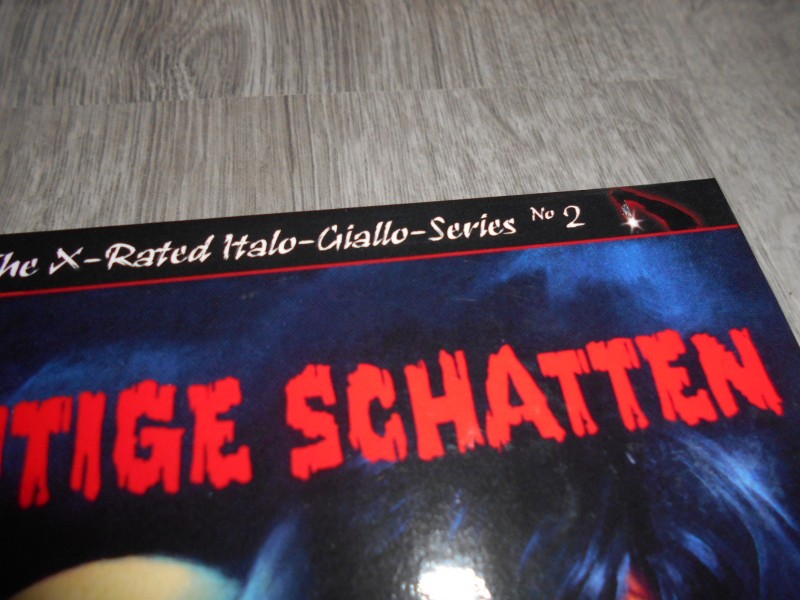 The X-Rated Italo-Giallo-Series No 2
TIGE SCHATTEN